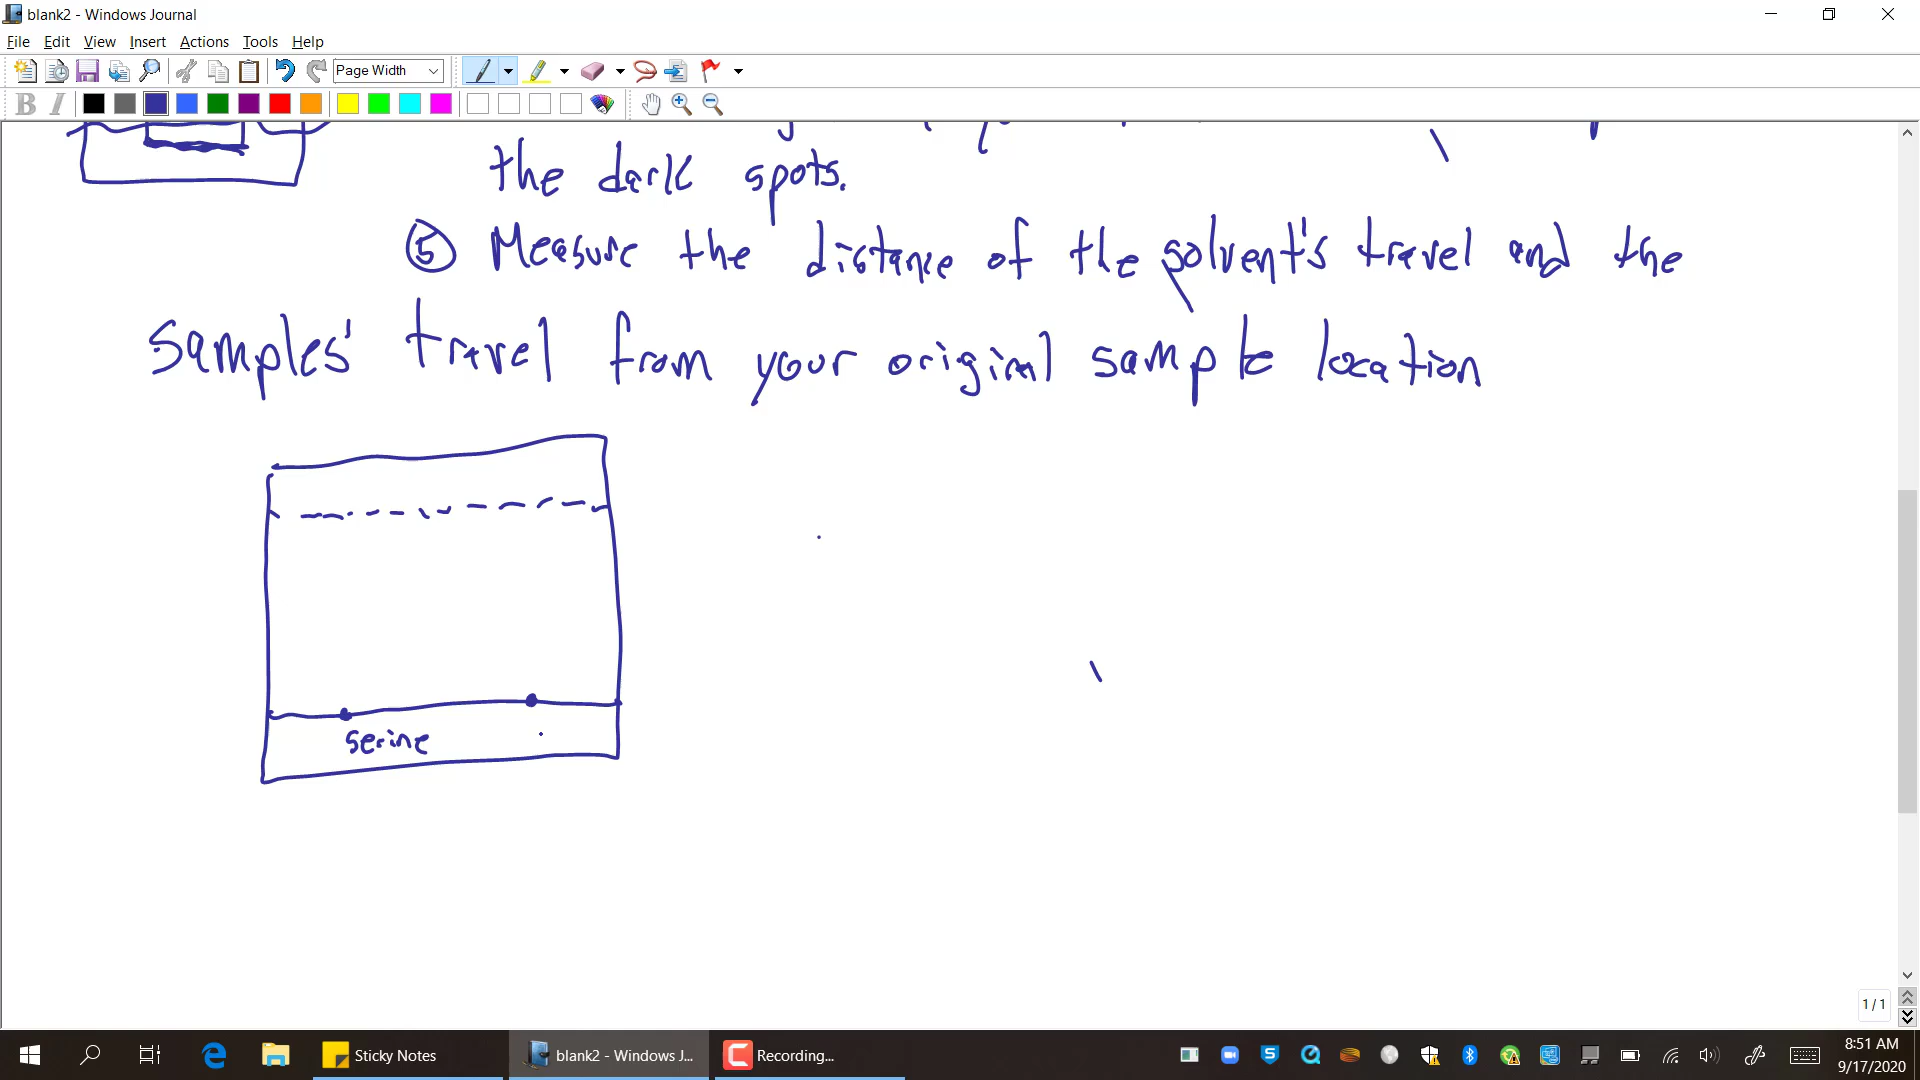 blank2 - Windows Journal
File Edit View Insert Actions Tools Help
Page Width
B I
the dark spots.
⑤ Measure the distance of the solvent's travel and the
samples' travel from your original sample location
serine
1 / 1
Sticky Notes
blank2 - Windows J...
Recording...
8:51 AM
9/17/2020